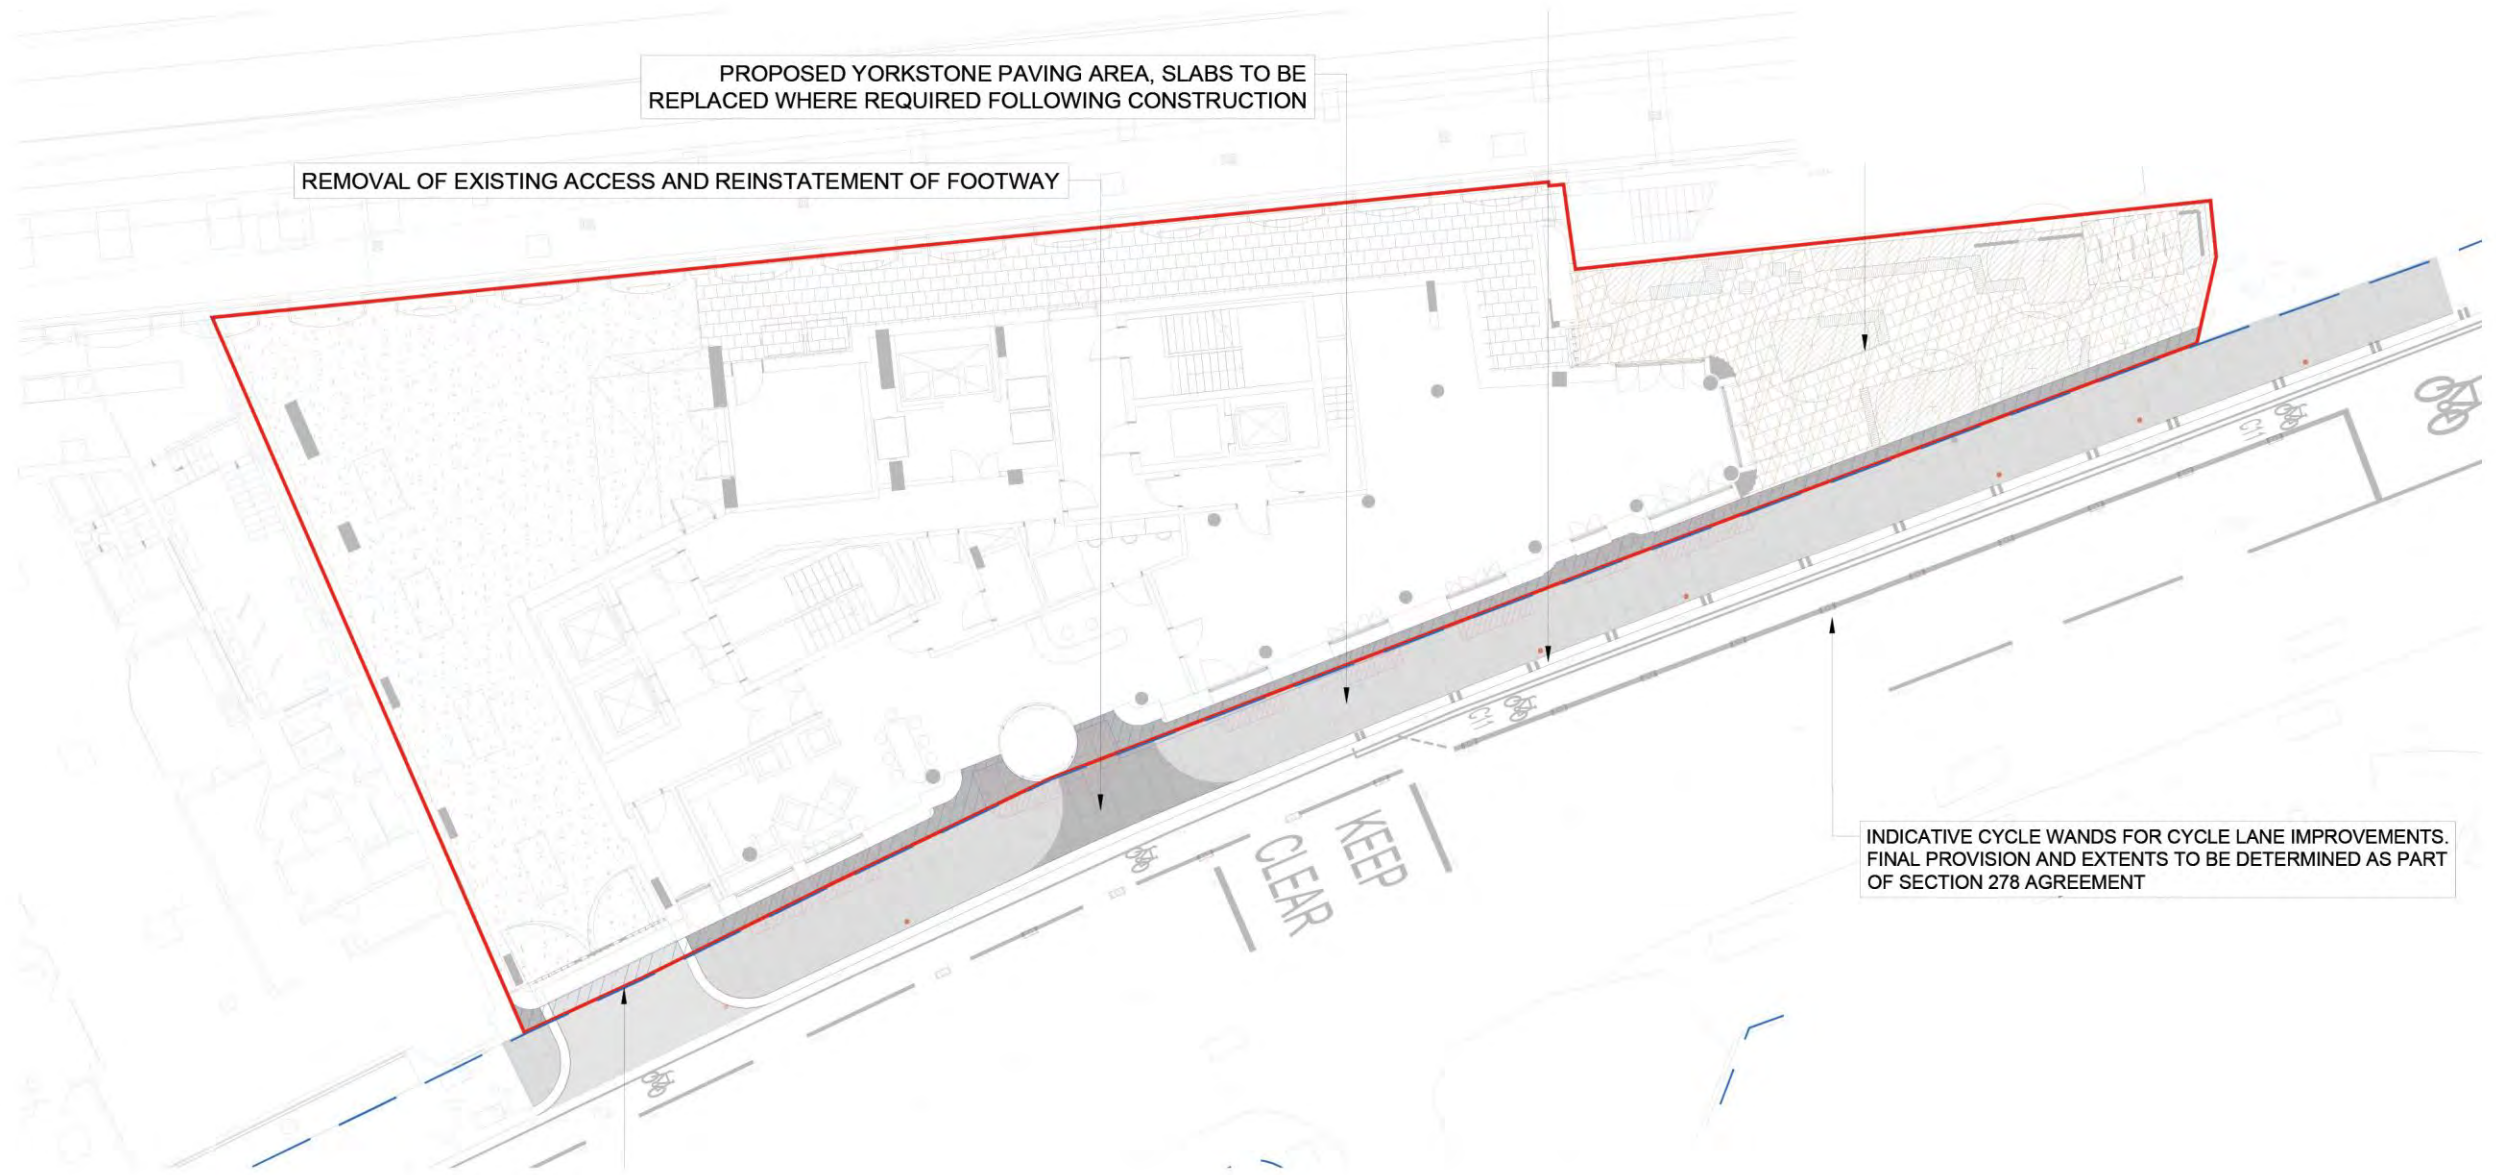 PROPOSED YORKSTONE PAVING AREA, SLABS TO BE
REPLACED WHERE REQUIRED FOLLOWING CONSTRUCTION
REMOVAL OF EXISTING ACCESS AND REINSTATEMENT OF FOOTWAY
C11
C11
KEEP
CLEAR
INDICATIVE CYCLE WANDS FOR CYCLE LANE IMPROVEMENTS.
FINAL PROVISION AND EXTENTS TO BE DETERMINED AS PART
OF SECTION 278 AGREEMENT